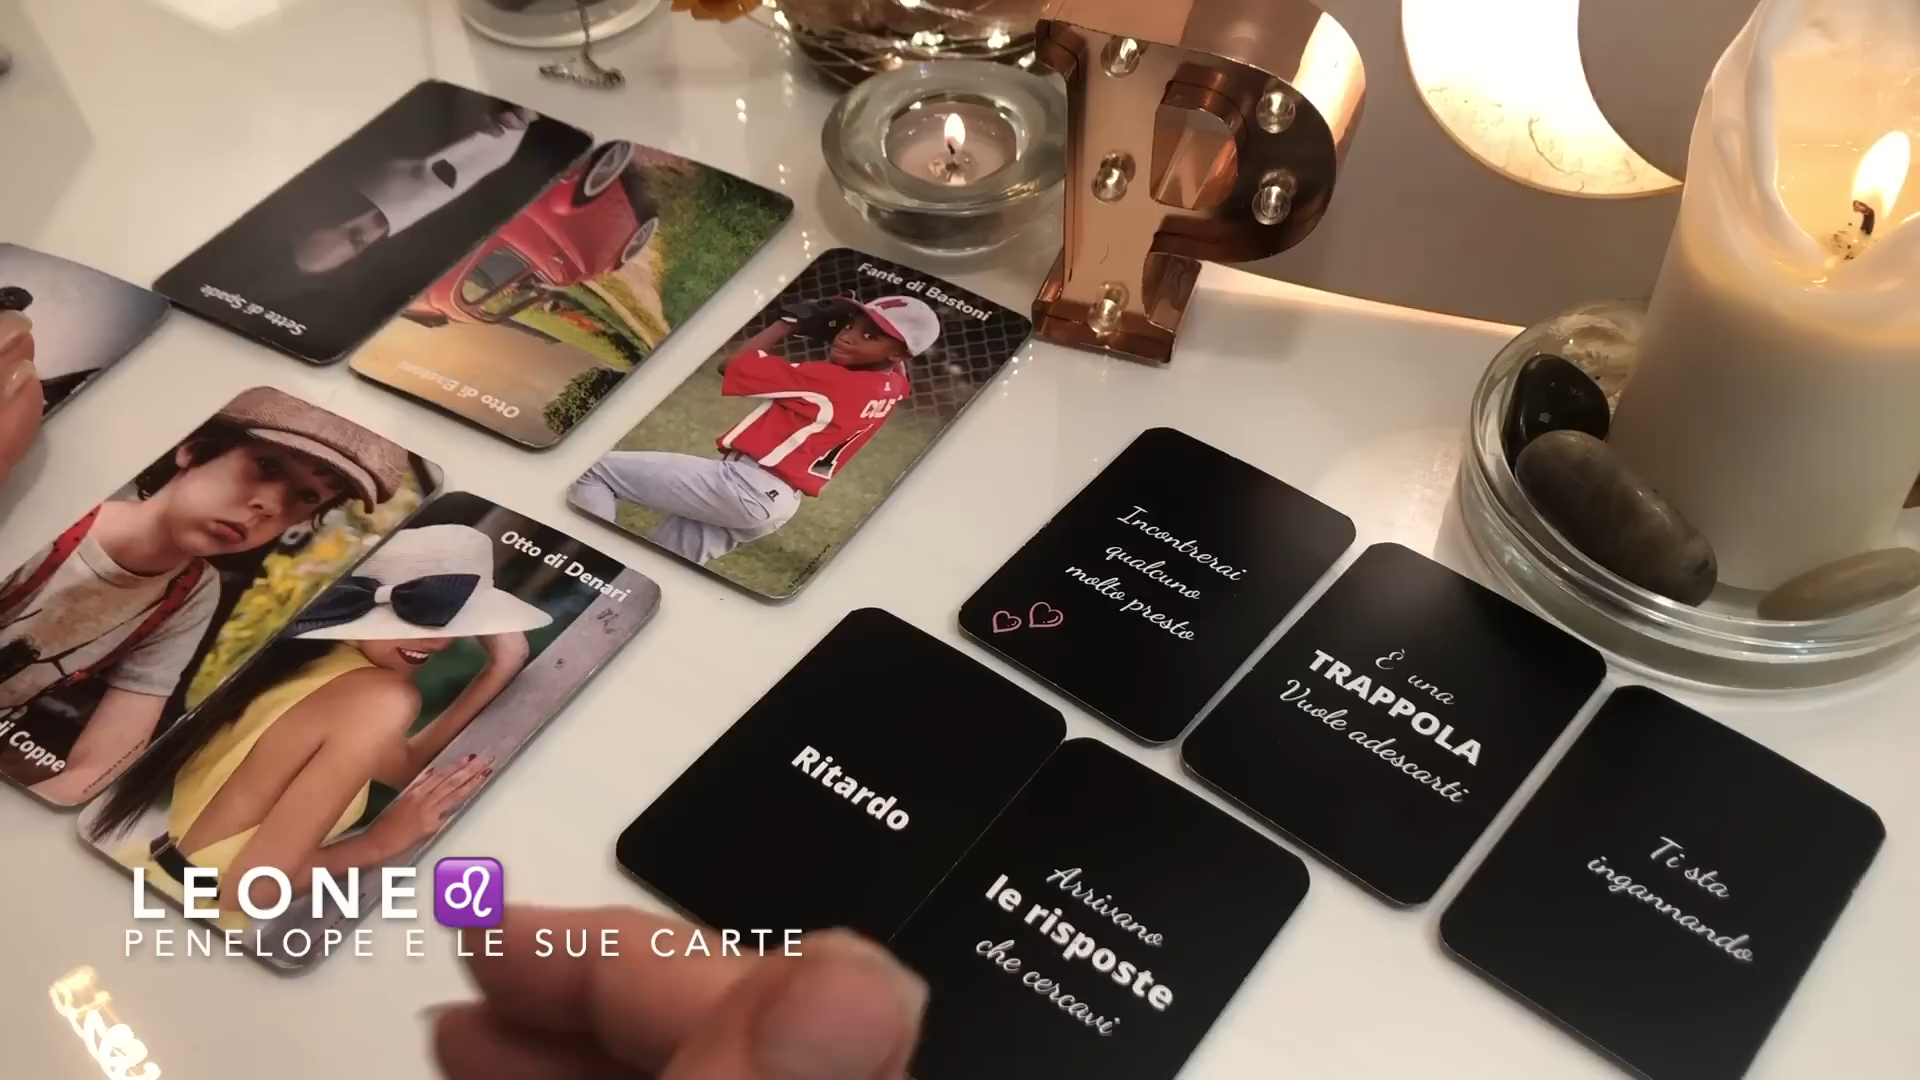 Sette di Spade
Otto di Bastoni
Fante di Bastoni
COLE
di Coppe
Otto di Denari
Incontrerai
qualcuno
molto presto
È una
TRAPPOLA
Vuole adescarti
Ti sta
ingannando
Ritardo
Arrivano
le risposte
che cercavi
LEONE♌
PENELOPE E LE SUE CARTE